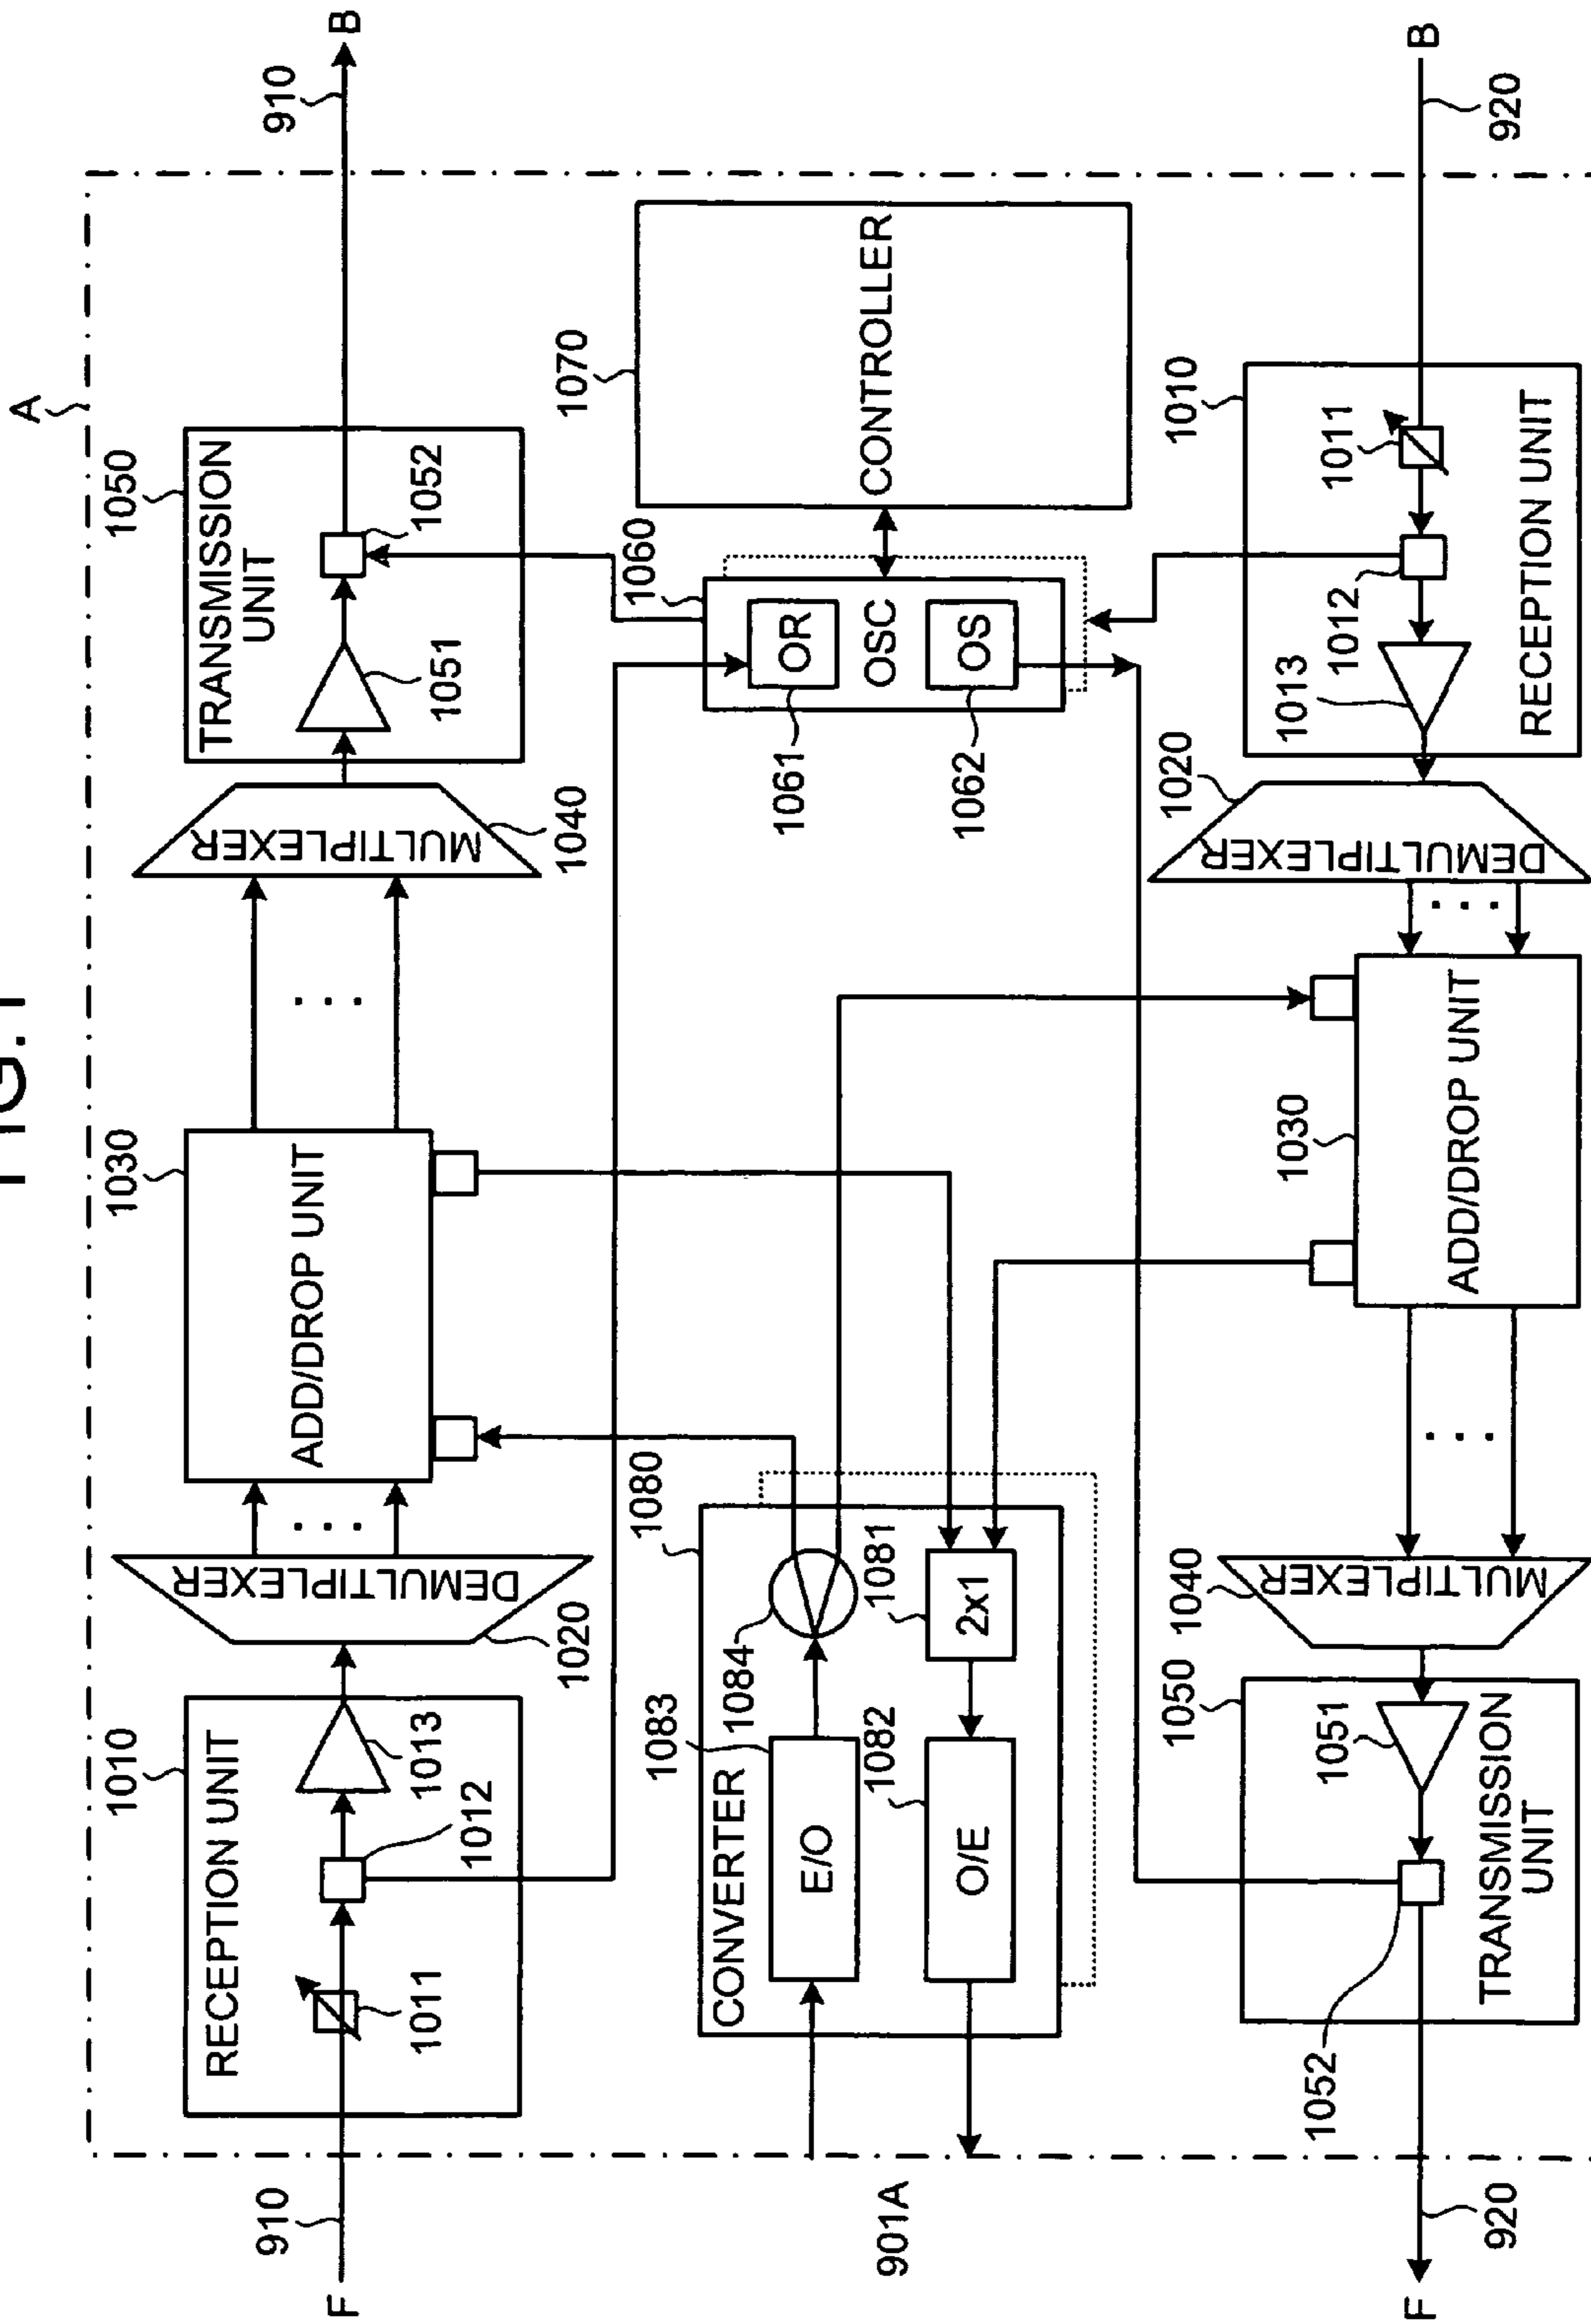 FIG.1
A
F
910
1010
RECEPTION UNIT
1011
1012
1013
1020
DEMULTIPLEXER
1030
ADD/DROP UNIT
MULTIPLEXER
1040
1050
TRANSMISSION
UNIT
1051
1052
910
B
901A
1080
CONVERTER
1083
E/O
1084
1082
O/E
1081
2x1
1060
OR
OSC
OS
1061
1062
1070
CONTROLLER
F
920
1050
1051
1052
TRANSMISSION
UNIT
1040
MULTIPLEXER
1030
ADD/DROP UNIT
1020
DEMULTIPLEXER
1010
1011
1012
1013
RECEPTION UNIT
920
B